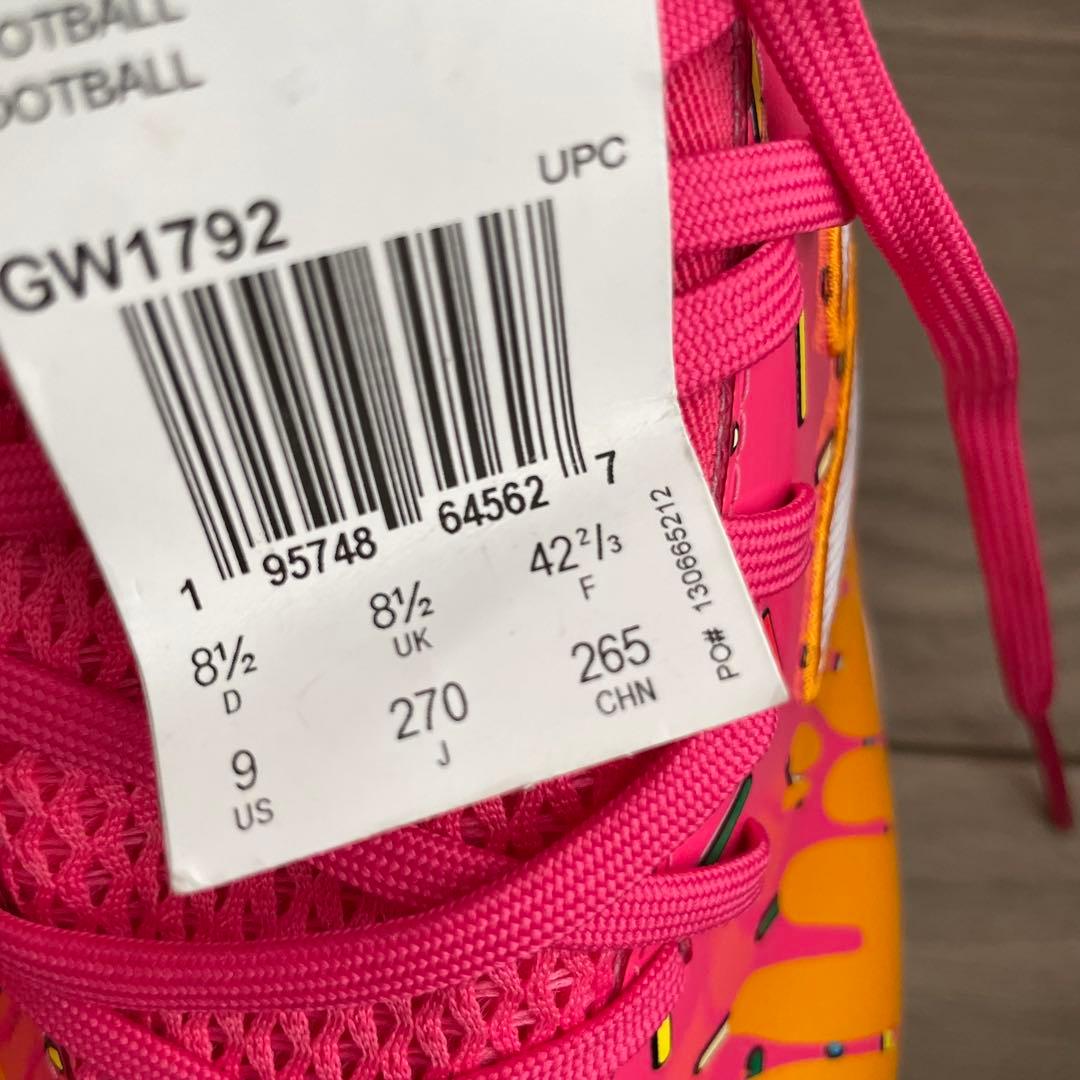 OTBALL
OOTBALL
UPC
GW1792
1 95748 64562 7
8½ 8½ 42²/₃
D UK F
9 270 265
US J CHN
PO# 130665212